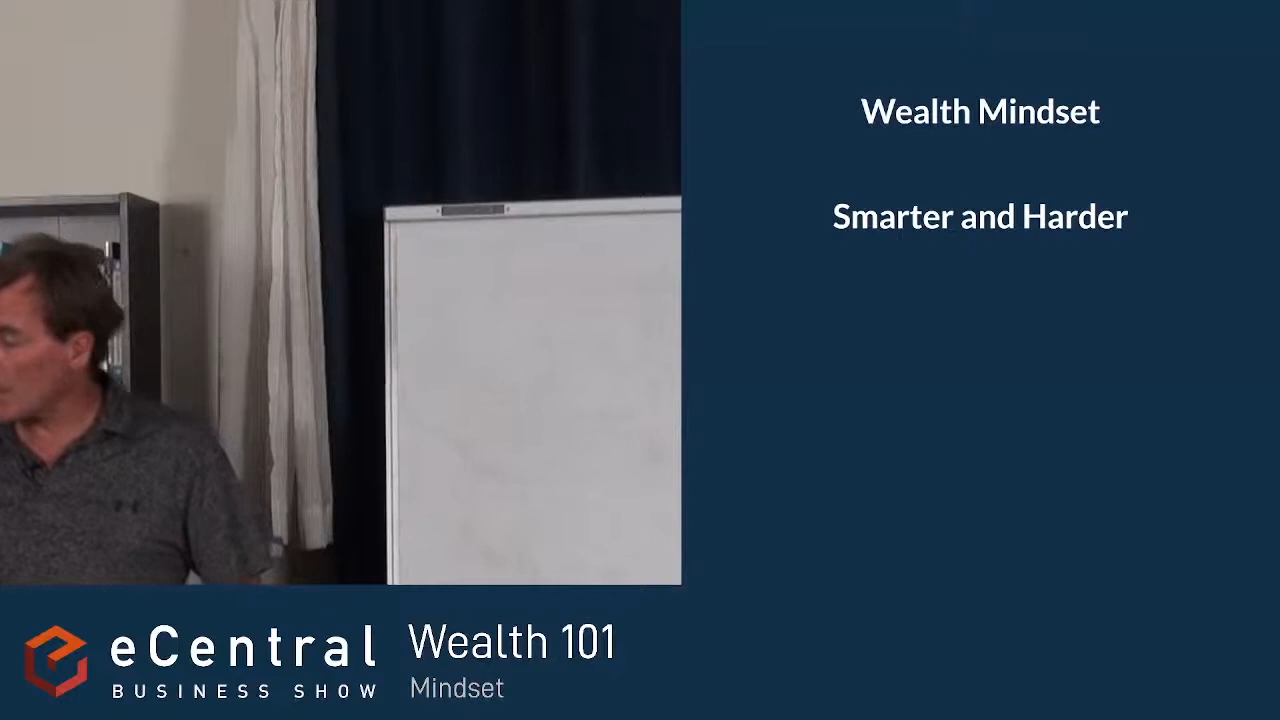 Wealth Mindset
Smarter and Harder
eCentral
BUSINESS SHOW
Wealth 101
Mindset